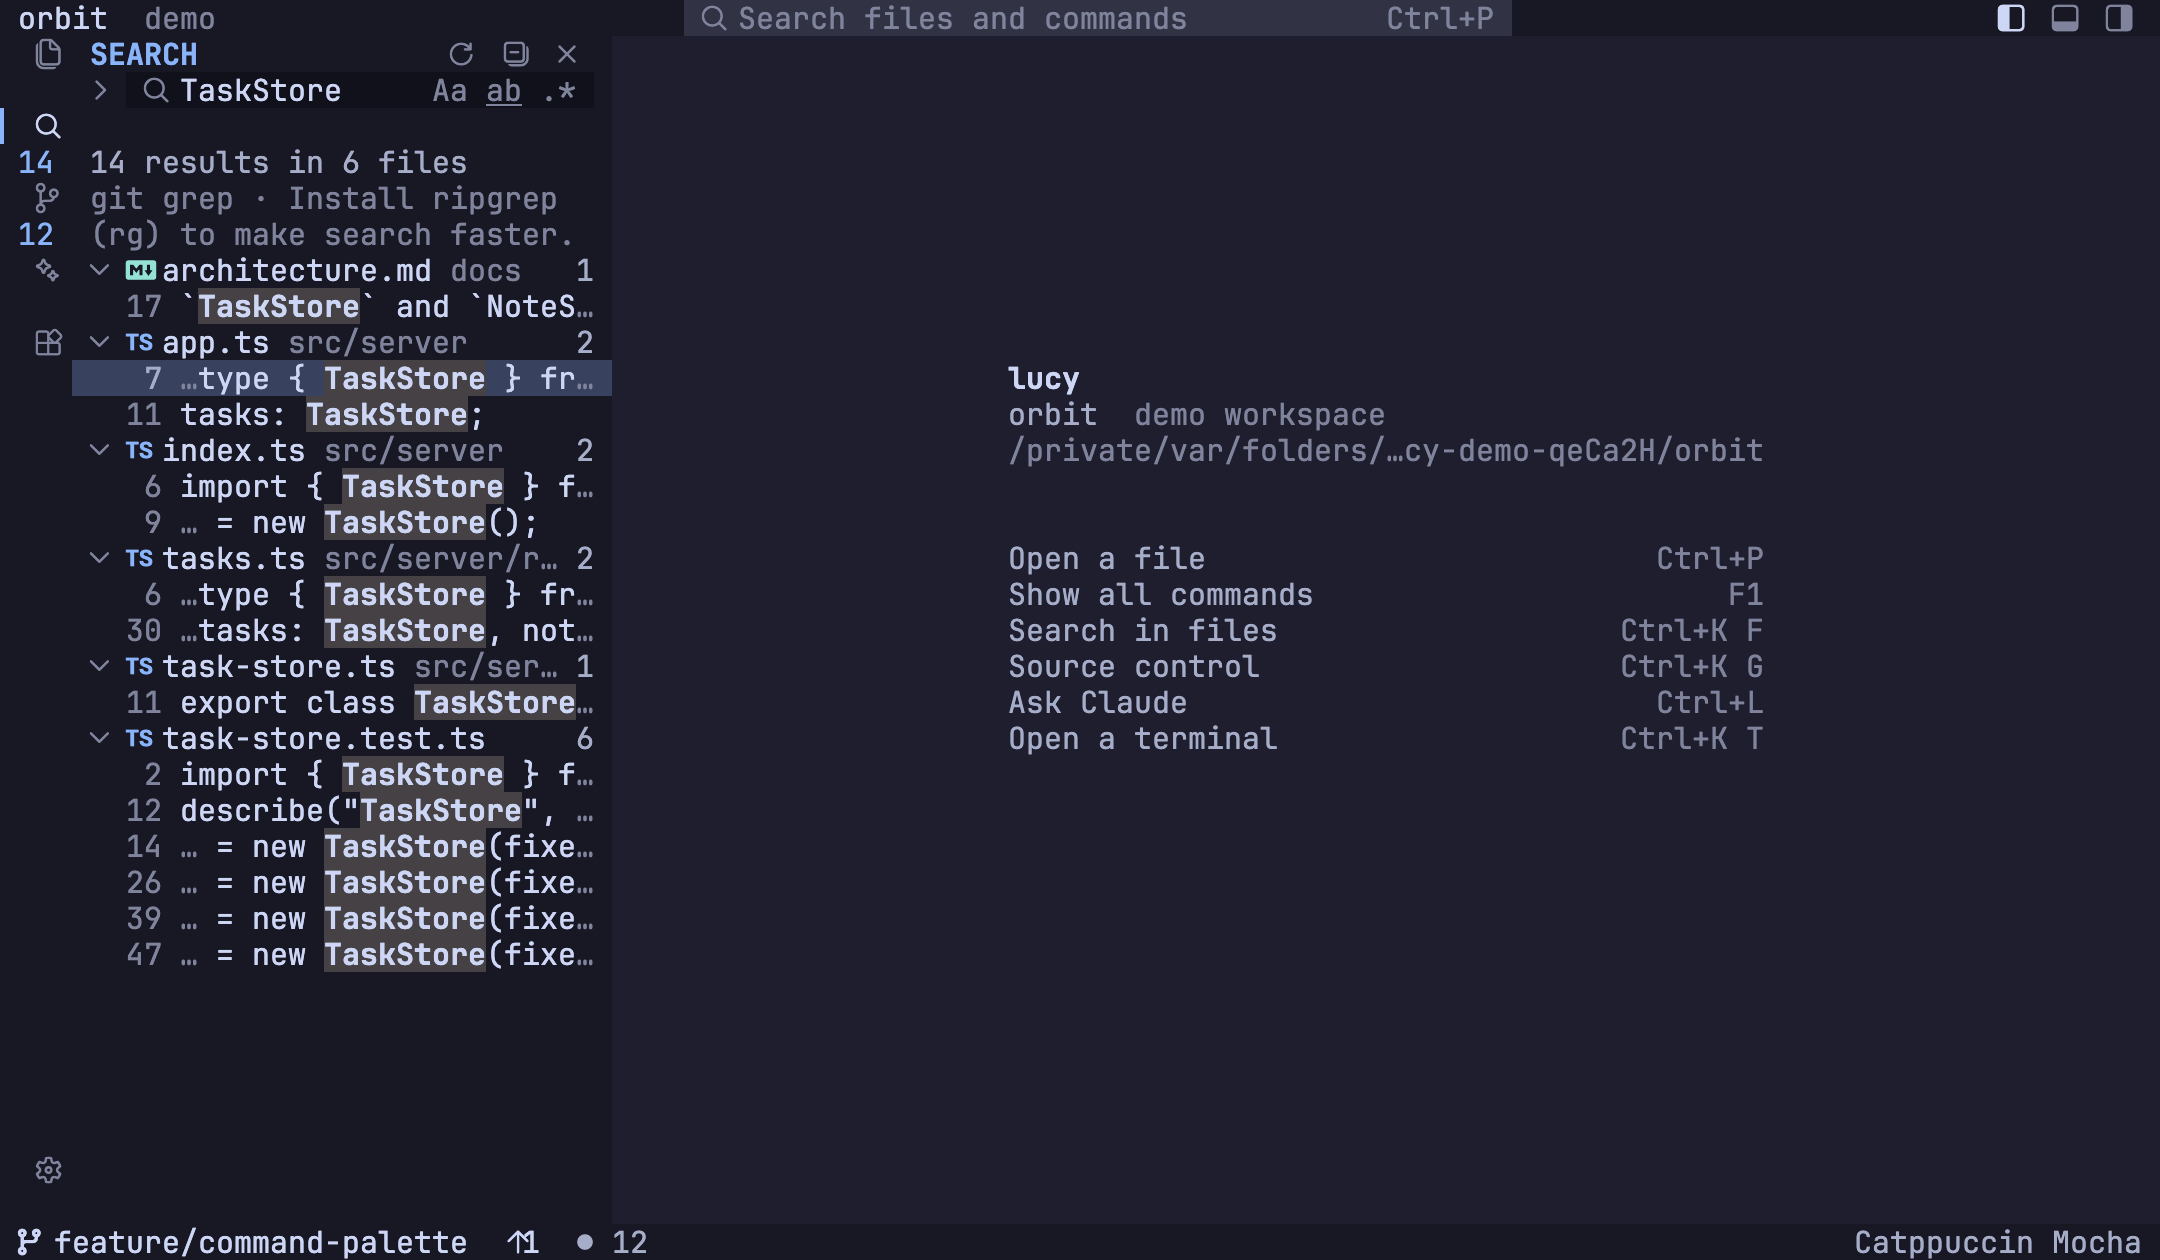 orbit demo
Search files and commands Ctrl+P
SEARCH
TaskStore Aa ab .*
14
14 results in 6 files
git grep · Install ripgrep
12
(rg) to make search faster.
architecture.md docs 1
17 `TaskStore` and `NoteS…
TS app.ts src/server 2
7 …type { TaskStore } fr…
11 tasks: TaskStore;
TS index.ts src/server 2
6 import { TaskStore } f…
9 … = new TaskStore();
TS tasks.ts src/server/r… 2
6 …type { TaskStore } fr…
30 …tasks: TaskStore, not…
TS task-store.ts src/ser… 1
11 export class TaskStore…
TS task-store.test.ts 6
2 import { TaskStore } f…
12 describe("TaskStore", …
14 … = new TaskStore(fixe…
26 … = new TaskStore(fixe…
39 … = new TaskStore(fixe…
47 … = new TaskStore(fixe…
lucy
orbit demo workspace
/private/var/folders/…cy-demo-qeCa2H/orbit
Open a file Ctrl+P
Show all commands F1
Search in files Ctrl+K F
Source control Ctrl+K G
Ask Claude Ctrl+L
Open a terminal Ctrl+K T
feature/command-palette ↑1 ● 12
Catppuccin Mocha